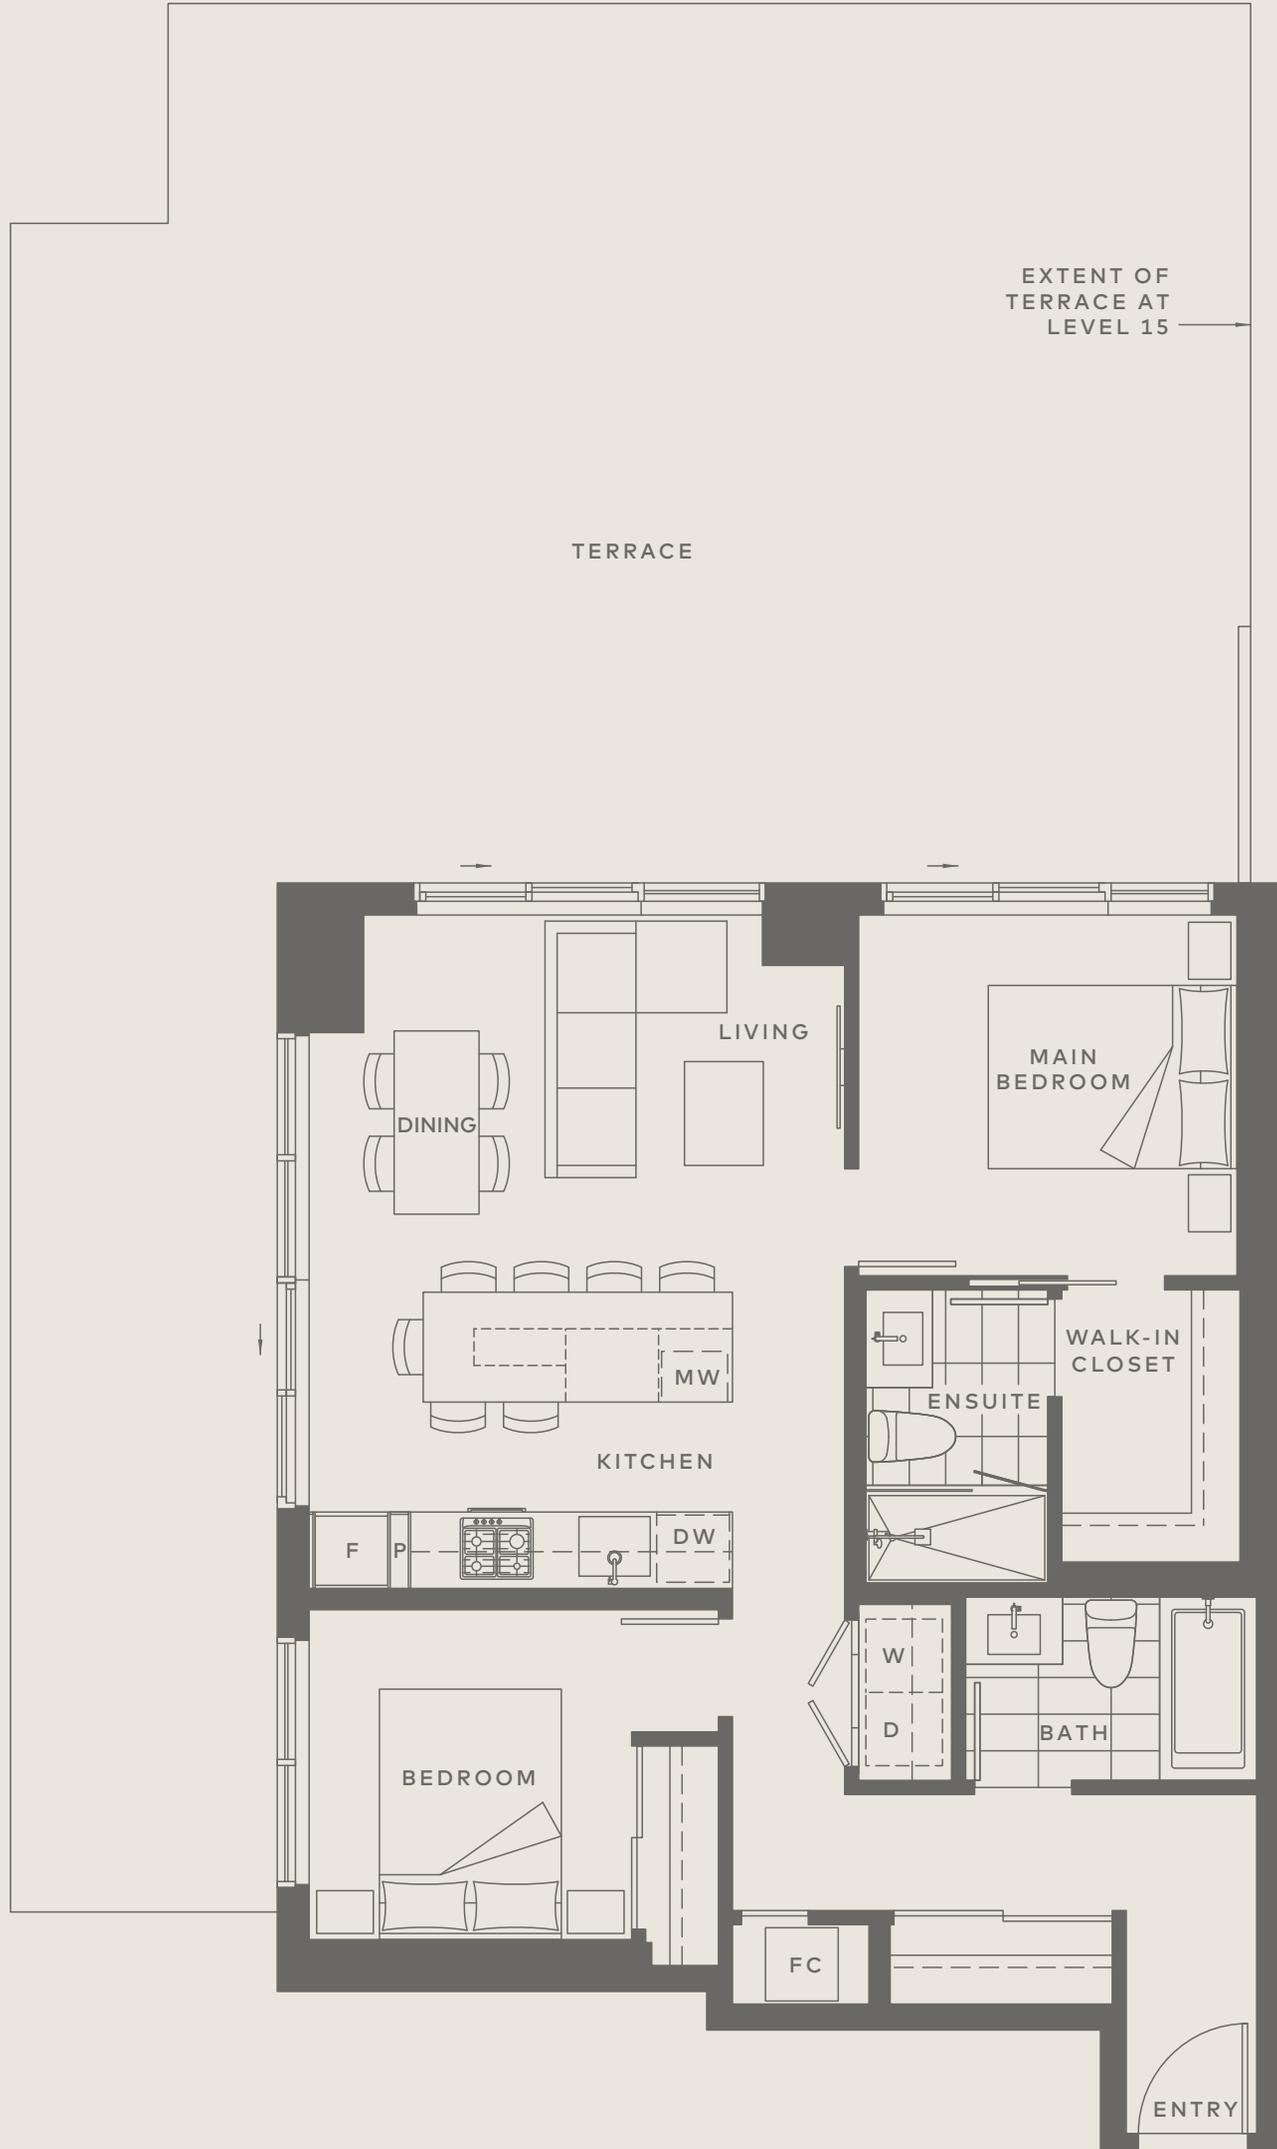 EXTENT OF
TERRACE AT
LEVEL 15
TERRACE
LIVING
MAIN
BEDROOM
DINING
WALK-IN
CLOSET
MW
ENSUITE
KITCHEN
F
P
DW
W
D
BATH
BEDROOM
FC
ENTRY